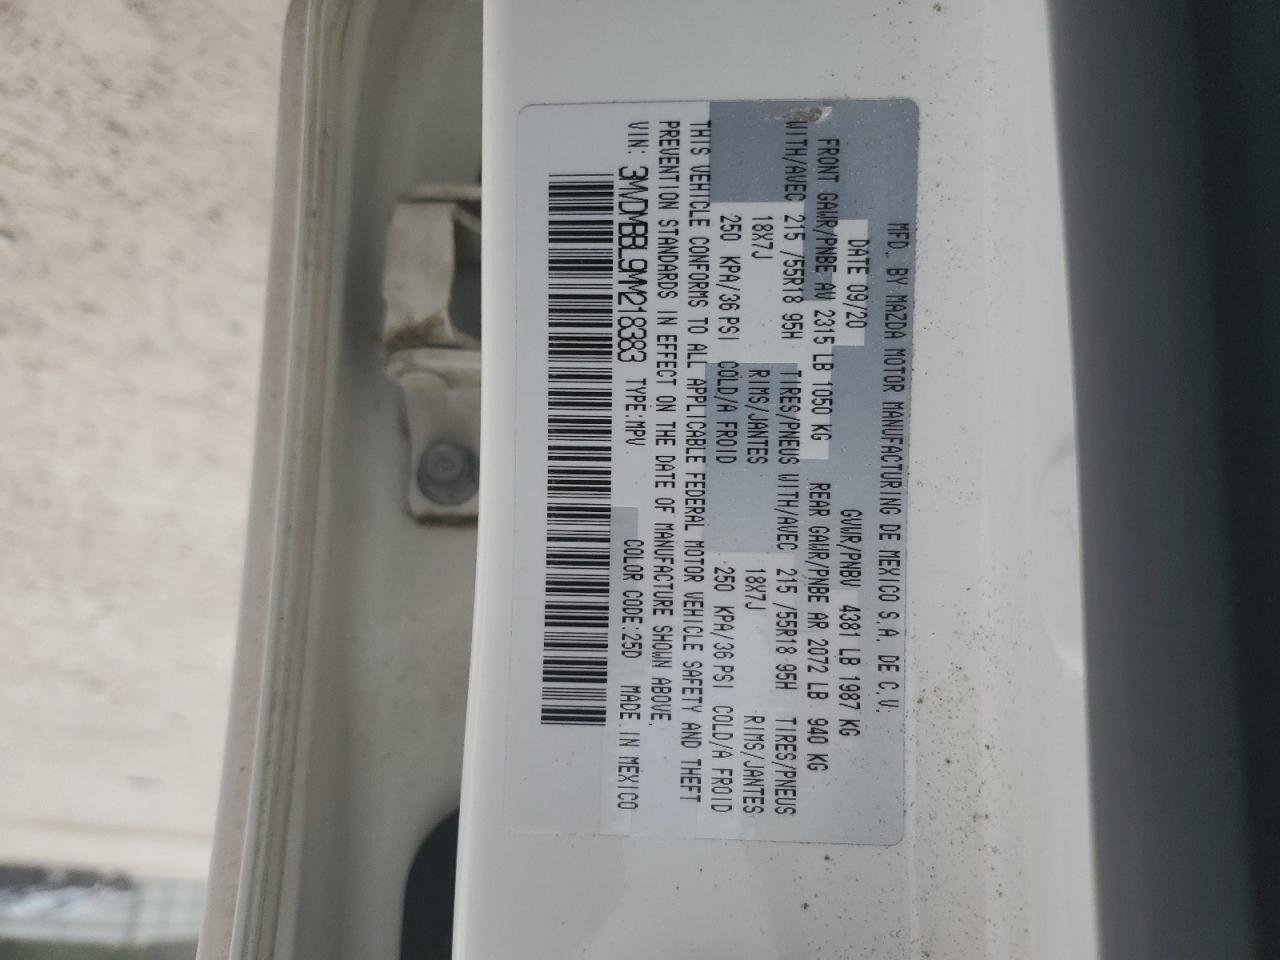 MFD. BY MAZDA MOTOR MANUFACTURING DE MEXICO S.A. DE C.V.
DATE 09/20 GVWR/PNBV 4381 LB 1987 KG
FRONT GAWR/PNBE AV 2315 LB 1050 KG REAR GAWR/PNBE AR 2072 LB 940 KG
WITH/AVEC 215 /55R18 95H TIRES/PNEUS WITH/AVEC 215 /55R18 95H TIRES/PNEUS
18X7J RIMS/JANTES 18X7J RIMS/JANTES
250 KPA/36 PSI COLD/A FROID 250 KPA/36 PSI COLD/A FROID
THIS VEHICLE CONFORMS TO ALL APPLICABLE FEDERAL MOTOR VEHICLE SAFETY AND THEFT
PREVENTION STANDARDS IN EFFECT ON THE DATE OF MANUFACTURE SHOWN ABOVE.
VIN: 3MVDMBBL9MM218383 TYPE:MPV COLOR CODE:25D MADE IN MEXICO